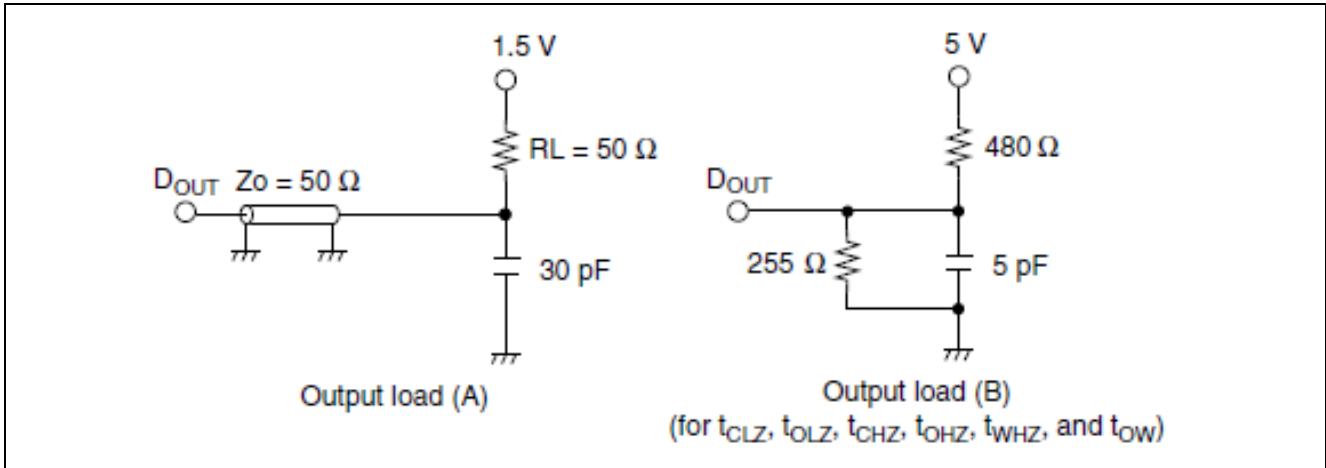 1.5 V
RL = 50 Ω
DOUT Zo = 50 Ω
30 pF
Output load (A)
5 V
480 Ω
DOUT
255 Ω
5 pF
Output load (B)
(for tCLZ, tOLZ, tCHZ, tOHZ, tWHZ, and tOW)